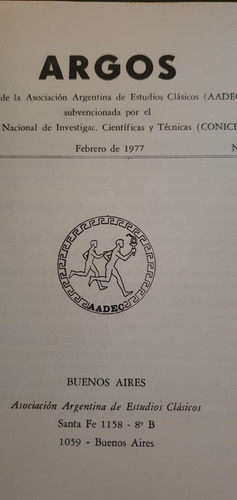 ARGOS
de la Asociación Argentina de Estudios Clásicos (AADEC
subvencionada por el
Nacional de Investigac. Científicas y Técnicas (CONICE
Febrero de 1977 N
AADEC
BUENOS AIRES
Asociación Argentina de Estudios Clásicos
Santa Fe 1158 - 8º B
1059 - Buenos Aires